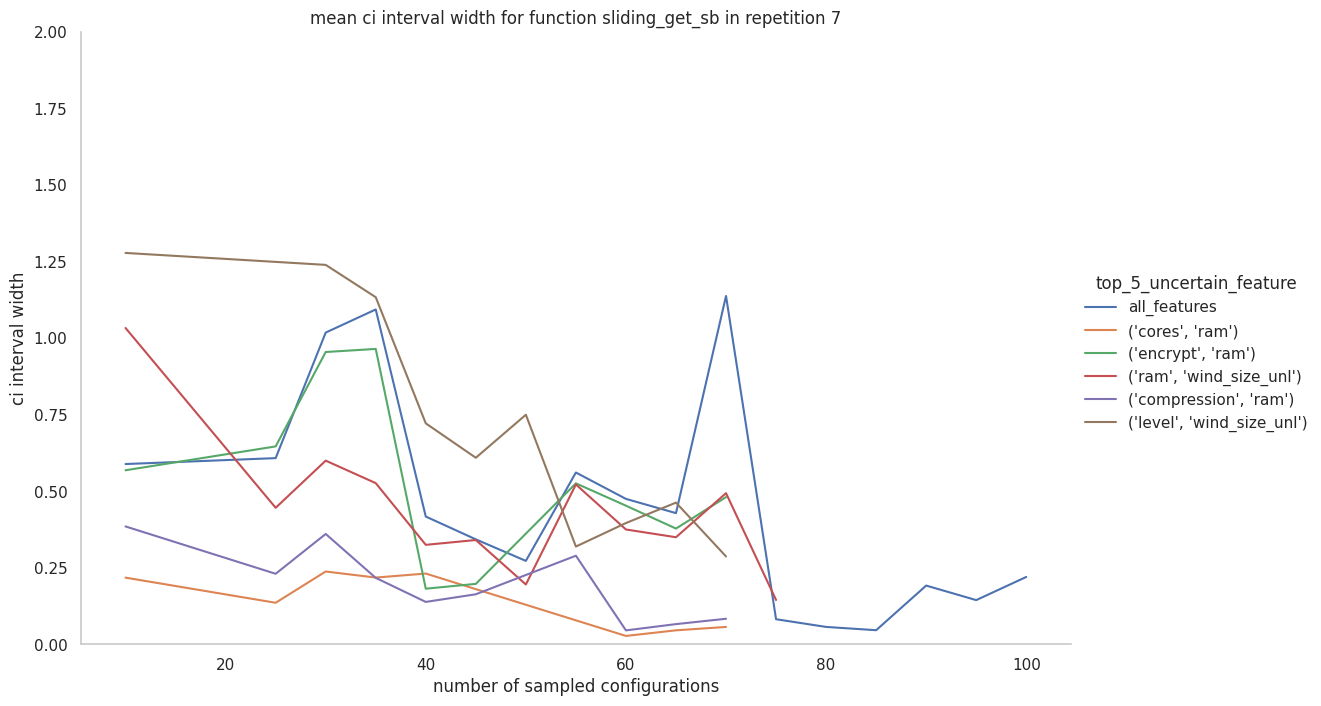 mean ci interval width for function sliding_get_sb in repetition 7
2.00
1.75
1.50
1.25
1.00
0.75
0.50
0.25
0.00
ci interval width
20
40
60
80
100
number of sampled configurations
top_5_uncertain_feature
all_features
('cores', 'ram')
('encrypt', 'ram')
('ram', 'wind_size_unl')
('compression', 'ram')
('level', 'wind_size_unl')